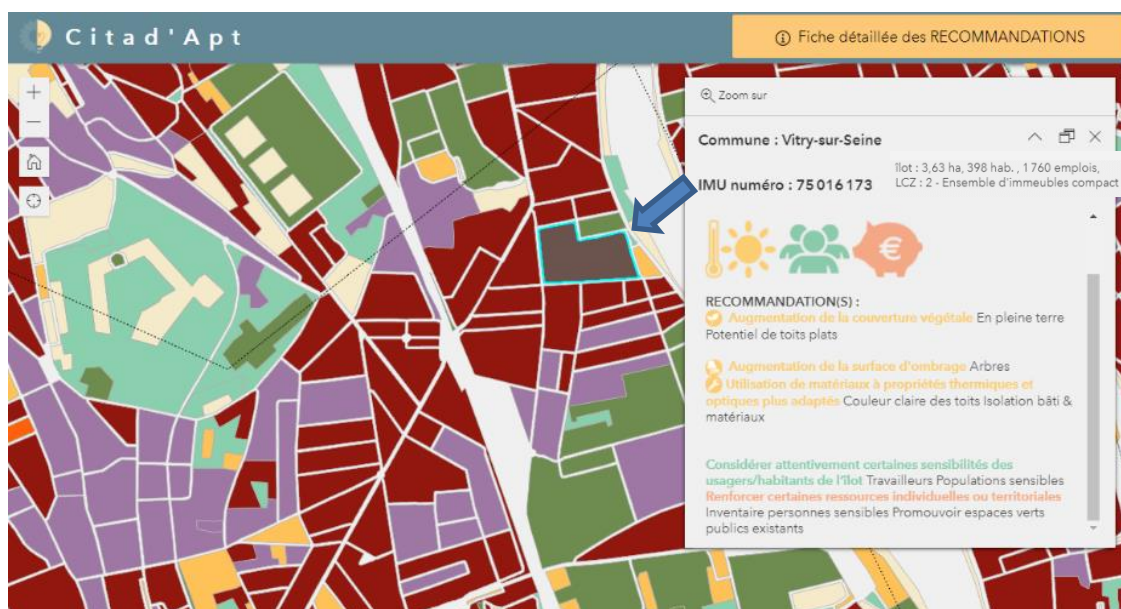 Citad'Apt
Fiche détaillée des RECOMMANDATIONS
Zoom sur
Commune : Vitry-sur-Seine
Ilot : 3,63 ha, 398 hab. , 1 760 emplois,
IMU numéro : 75 016 173
LCZ : 2 - Ensemble d'immeubles compact
RECOMMANDATION(S) :
Augmentation de la couverture végétale En pleine terre
Potentiel de toits plats
Augmentation de la surface d'ombrage Arbres
Utilisation de matériaux à propriétés thermiques et
optiques plus adaptés Couleur claire des toits Isolation bâti &
matériaux
Considérer attentivement certaines sensibilités des
usagers/habitants de l'îlot Travailleurs Populations sensibles
Renforcer certaines ressources individuelles ou territoriales
Inventaire personnes sensibles Promouvoir espaces verts
publics existants